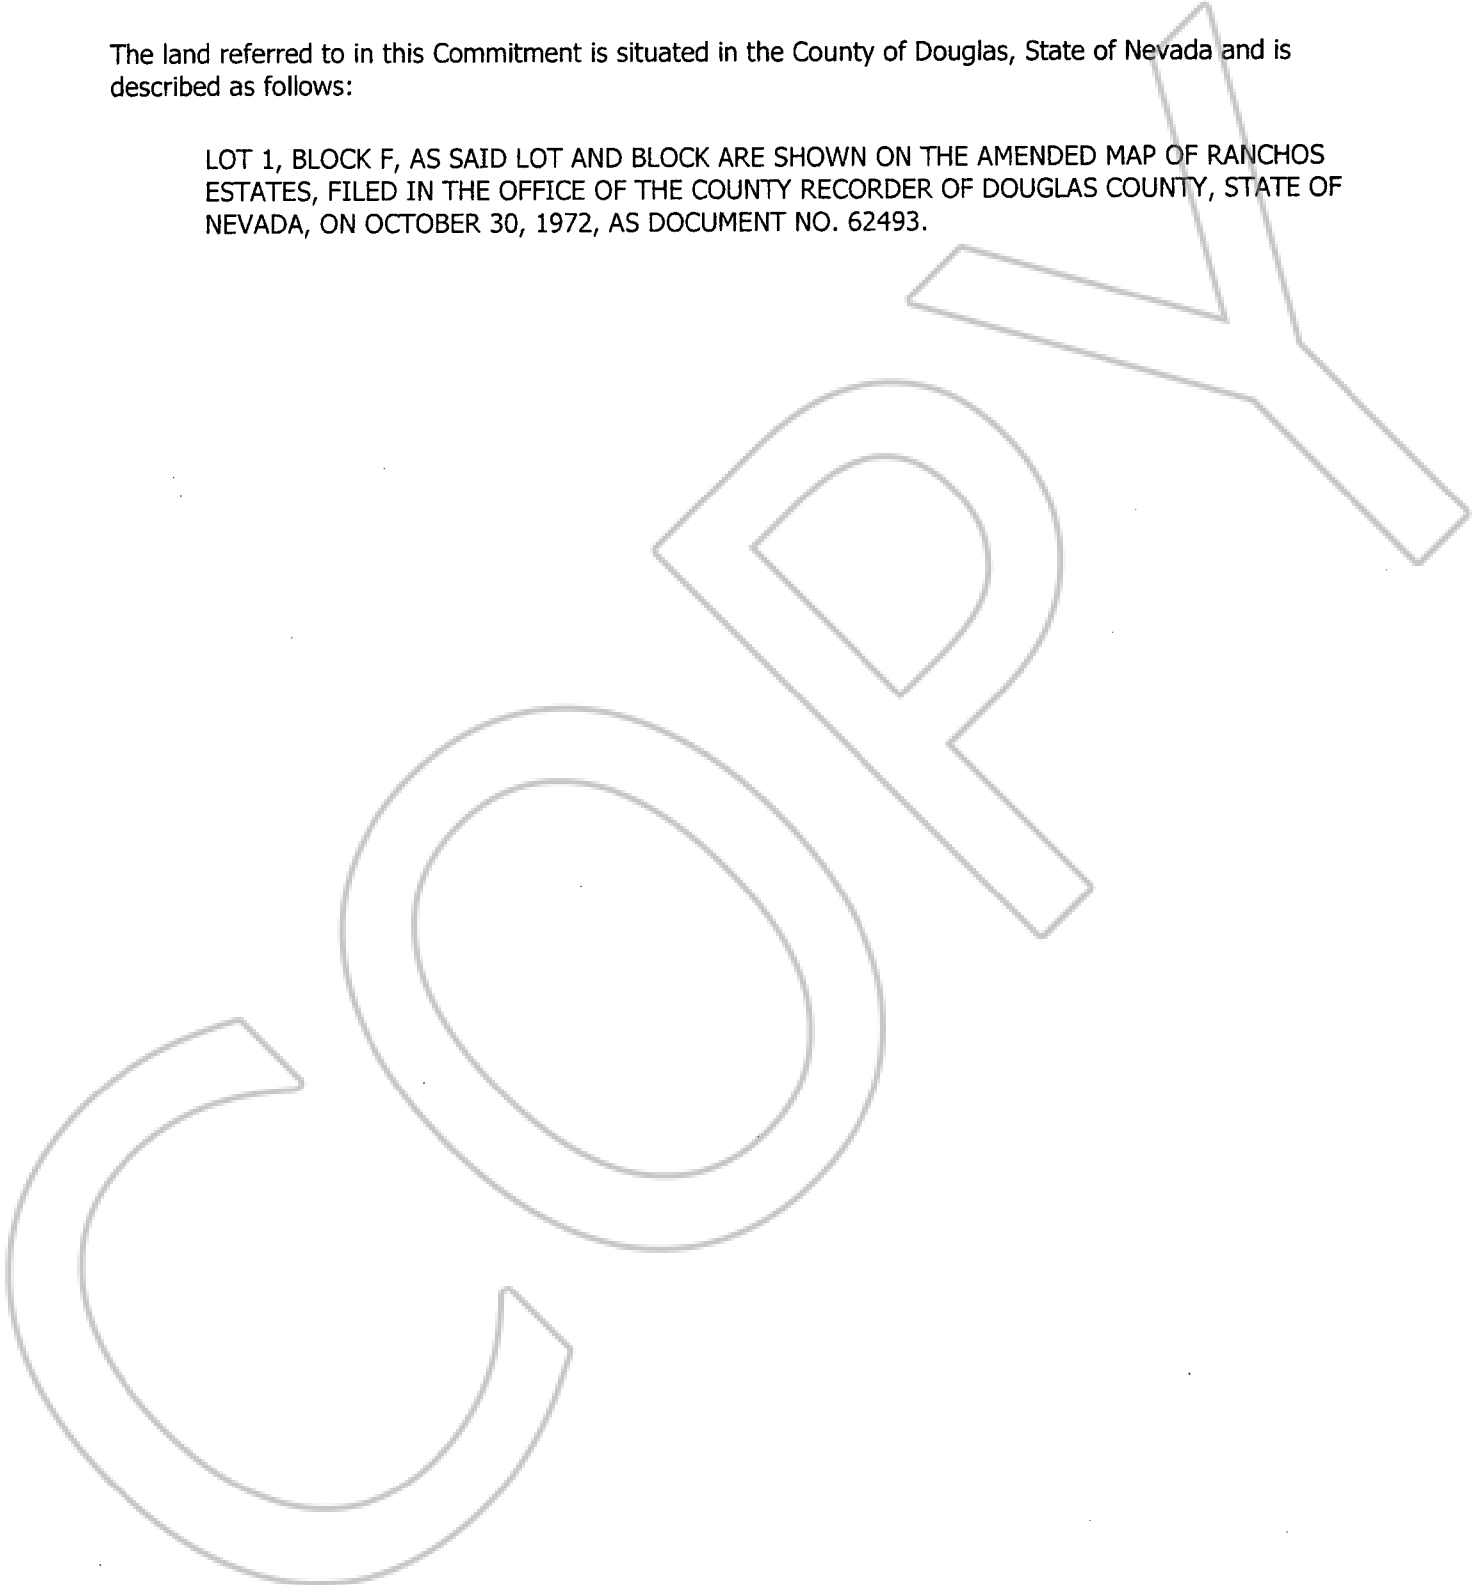 The land referred to in this Commitment is situated in the County of Douglas, State of Nevada and is
described as follows:
LOT 1, BLOCK F, AS SAID LOT AND BLOCK ARE SHOWN ON THE AMENDED MAP OF RANCHOS
ESTATES, FILED IN THE OFFICE OF THE COUNTY RECORDER OF DOUGLAS COUNTY, STATE OF
NEVADA, ON OCTOBER 30, 1972, AS DOCUMENT NO. 62493.
COPY